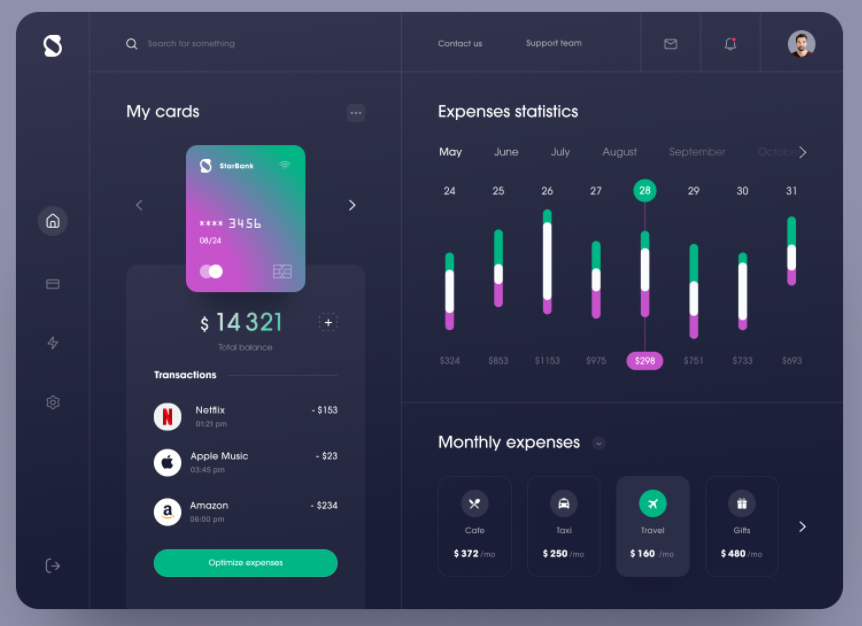 Search for something
Contact us
Support team
My cards
StarBank
**** 3456
08/24
$ 14 321
Total balance
Transactions
Netflix
- $153
01:21 pm
Apple Music
- $23
03:45 pm
Amazon
- $234
08:00 pm
Optimize expenses
Expenses statistics
May June July August September October
24 25 26 27 28 29 30 31
$324 $853 $1153 $975 $298 $751 $733 $693
Monthly expenses
Cafe
$ 372 /mo
Taxi
$ 250 /mo
Travel
$ 160 /mo
Gifts
$ 480 /mo